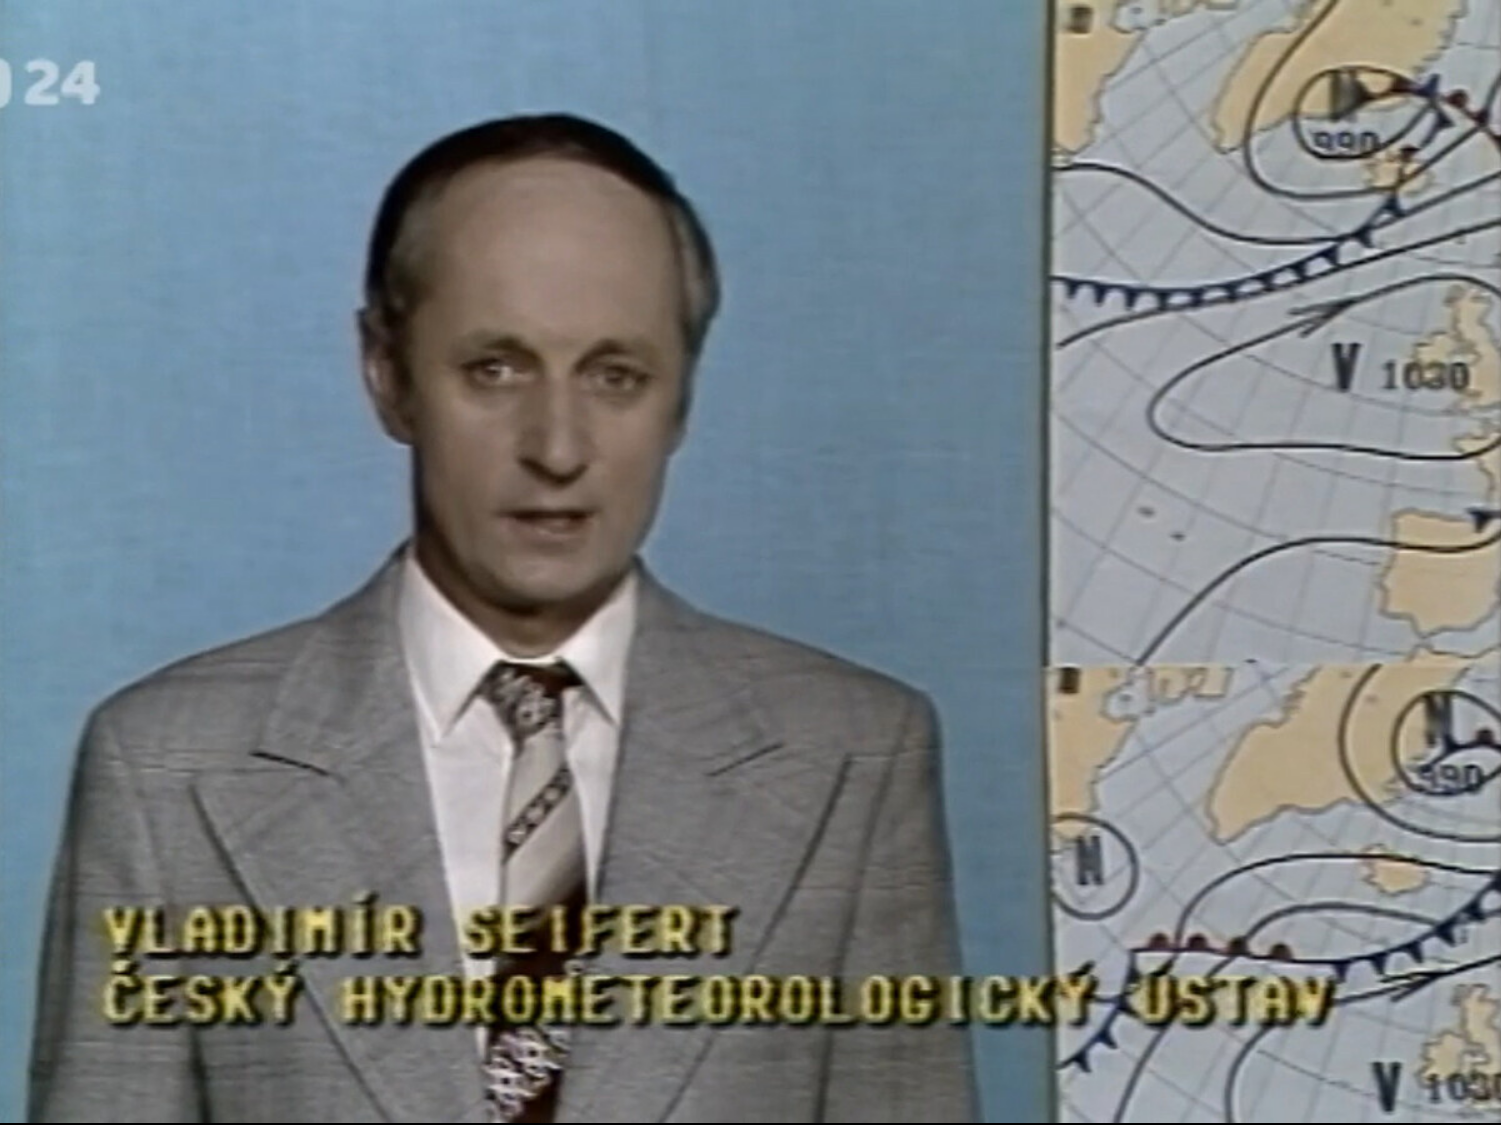 24
N
990
V 1030
N
990
N
VLADIMÍR SEIFERT
ČESKÝ HYDROMETEOROLOGICKÝ ÚSTAV
V 1030